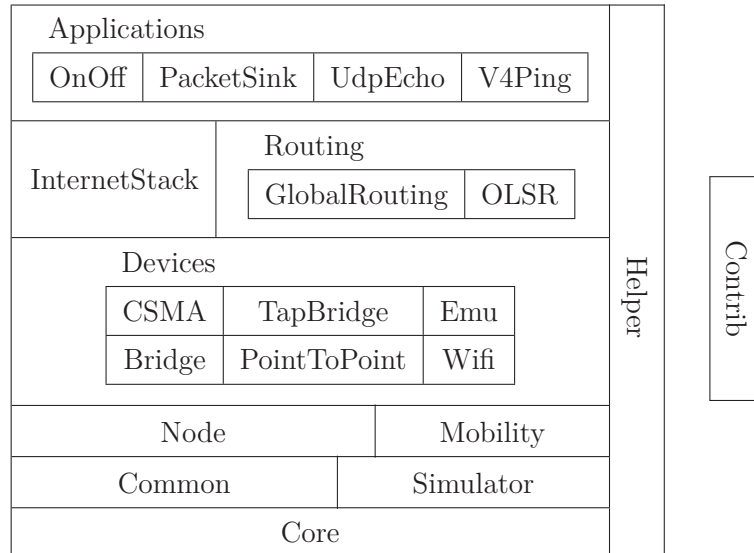 Applications
OnOff PacketSink UdpEcho V4Ping
InternetStack
Routing
GlobalRouting OLSR
Devices
CSMA TapBridge Emu
Bridge PointToPoint Wifi
Node Mobility
Common Simulator
Core
Helper
Contrib